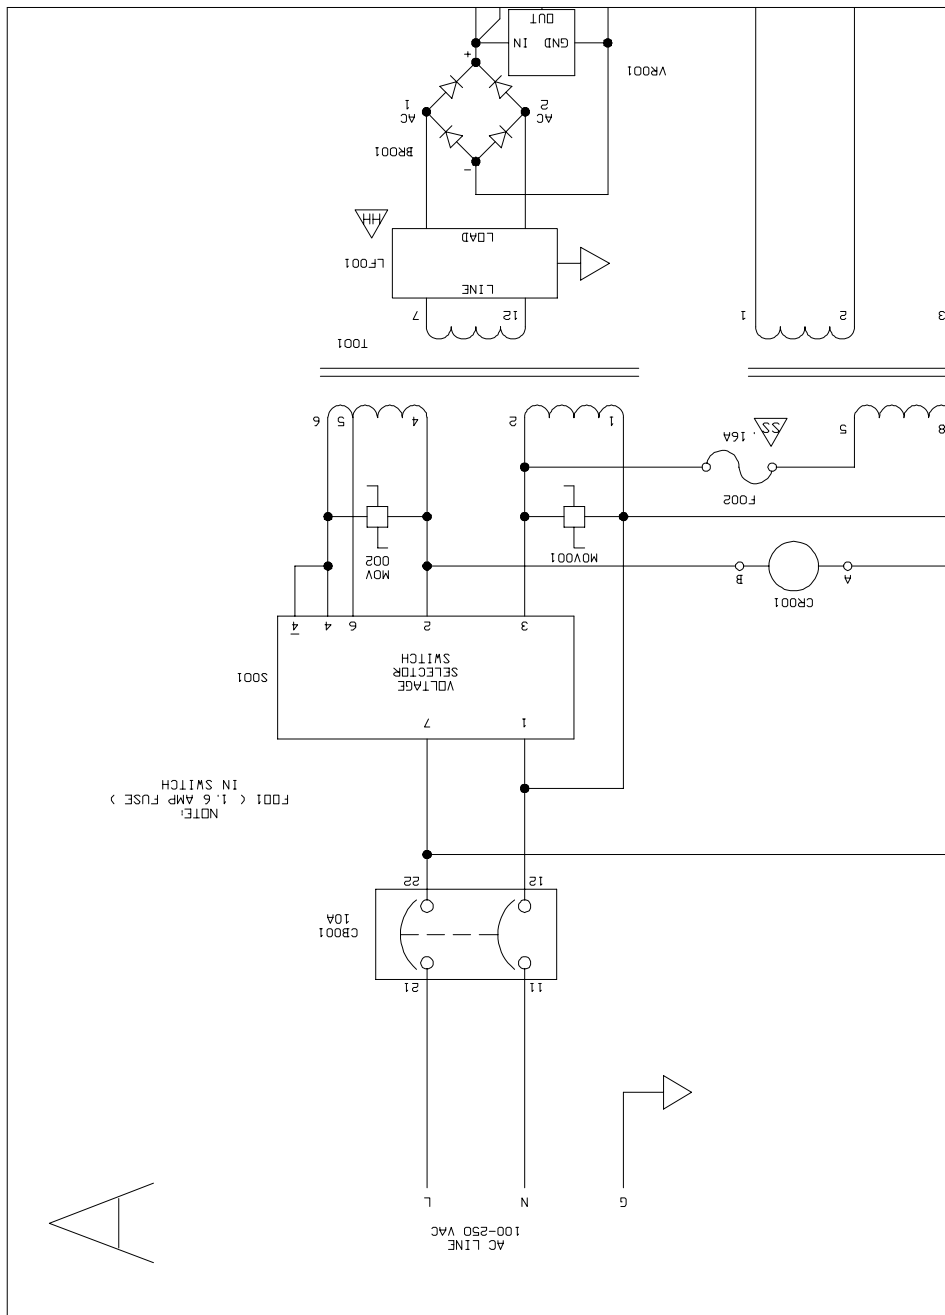 A
AC LINE
100-250 VAC
G
N
L
11
21
CB001
10A
12
22
NOTE:
F001 ( 1.6 AMP FUSE )
IN SWITCH
1
7
VOLTAGE
SELECTOR
SWITCH
S001
3
2
6
4
4
CR001
A
B
MOV001
MOV
002
F002
.16A
SS
8
5
1
2
4
5
6
T001
3
2
1
12
7
LINE
LF001
LOAD
HH
-
BR001
AC
2
AC
1
+
VR001
GND
IN
OUT